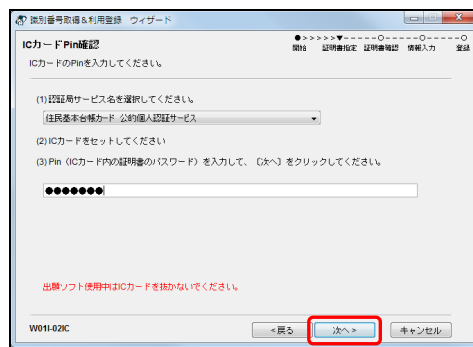 識別番号取得&利用登録 ウィザード
ICカードPin確認
●>>>>>▼-----○-----○-----○
開始 証明書指定 証明書確認 情報入力 登録
ICカードのPinを入力してください。
(1)認証局サービス名を選択してください。
住民基本台帳カード 公的個人認証サービス
(2)ICカードをセットしてください
(3)Pin(ICカード内の証明書のパスワード)を入力して、〔次へ〕をクリックしてください。
●●●●●●●
出願ソフト使用中はICカードを抜かないでください。
W01I-02IC
<戻る 次へ> キャンセル